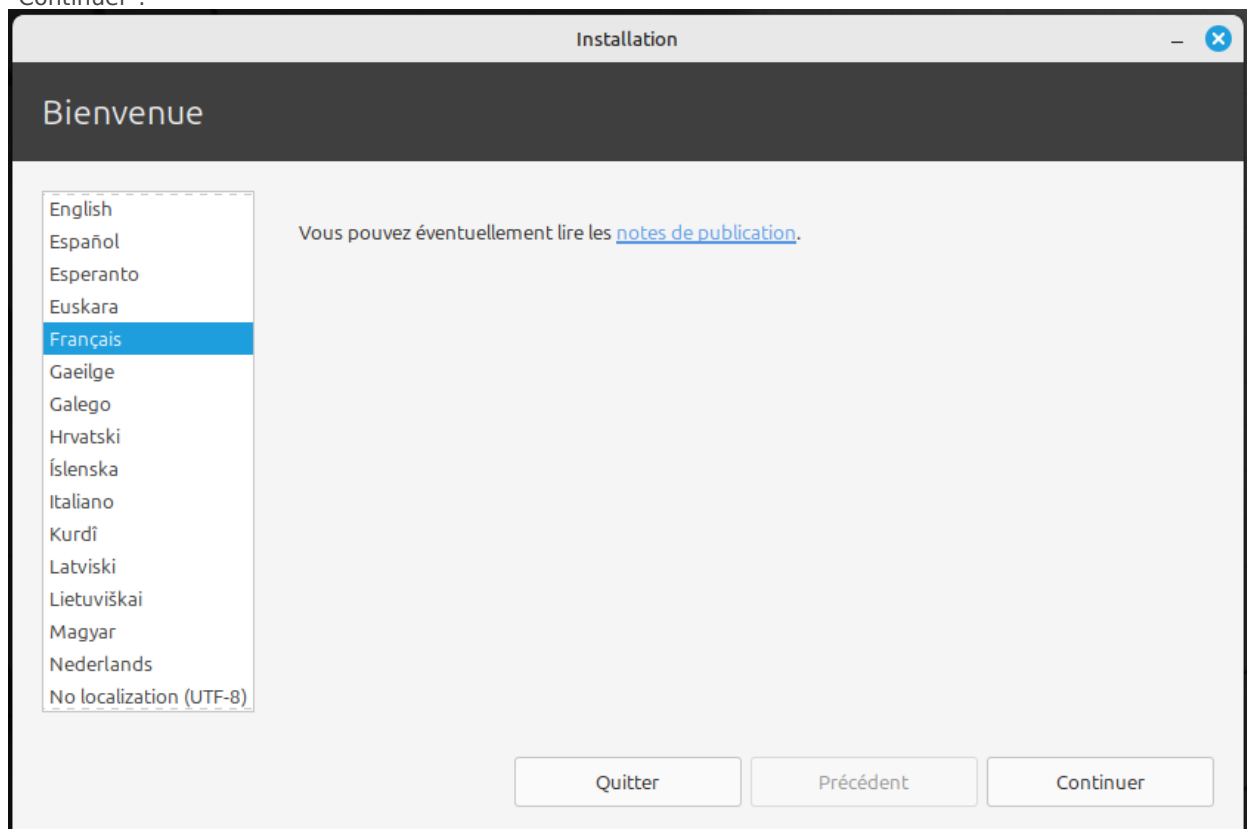 Continuer".
Installation
Bienvenue
English
Español
Vous pouvez éventuellement lire les notes de publication.
Esperanto
Euskara
Français
Gaeilge
Galego
Hrvatski
Íslenska
Italiano
Kurdî
Latviski
Lietuviškai
Magyar
Nederlands
No localization (UTF-8)
Quitter Précédent Continuer